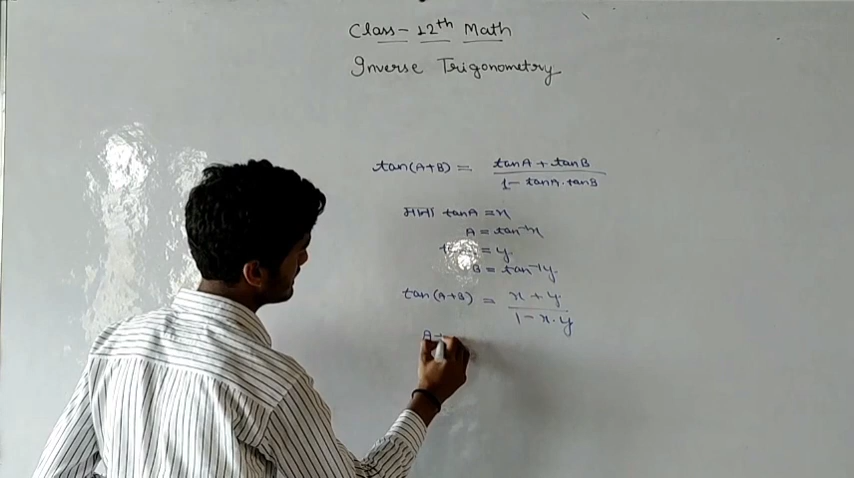 Class- 12th Math
Inverse Trigonometry
tan(A+B) = tanA + tanB / 1- tanA.tanB
माना tanA = x
A = tan⁻¹x
= y
B = tan⁻¹y
tan(A+B) = x + y / 1 - x.y
A+